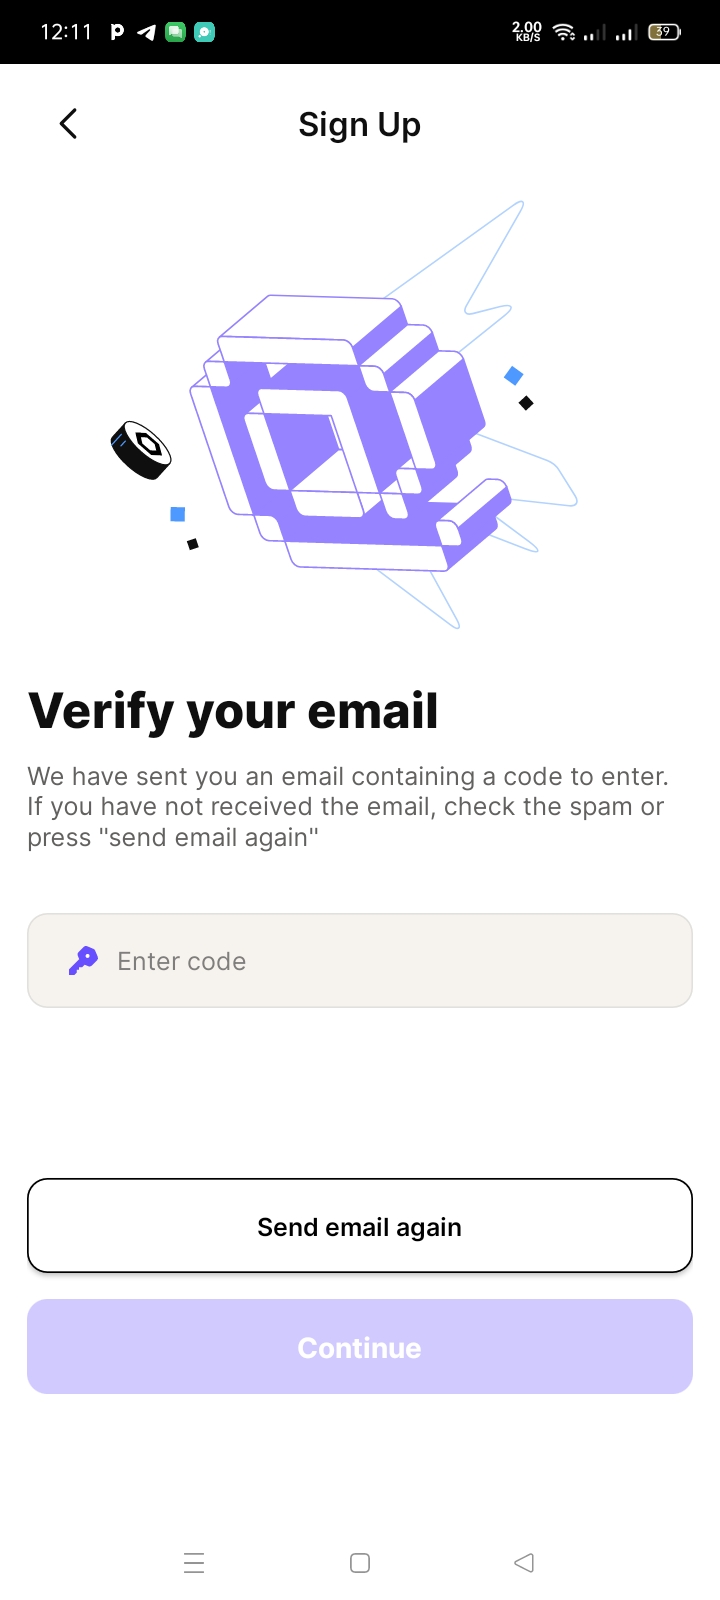 12:11
2.00
KB/S
39
Sign Up
Verify your email
We have sent you an email containing a code to enter.
If you have not received the email, check the spam or
press "send email again"
Enter code
Send email again
Continue